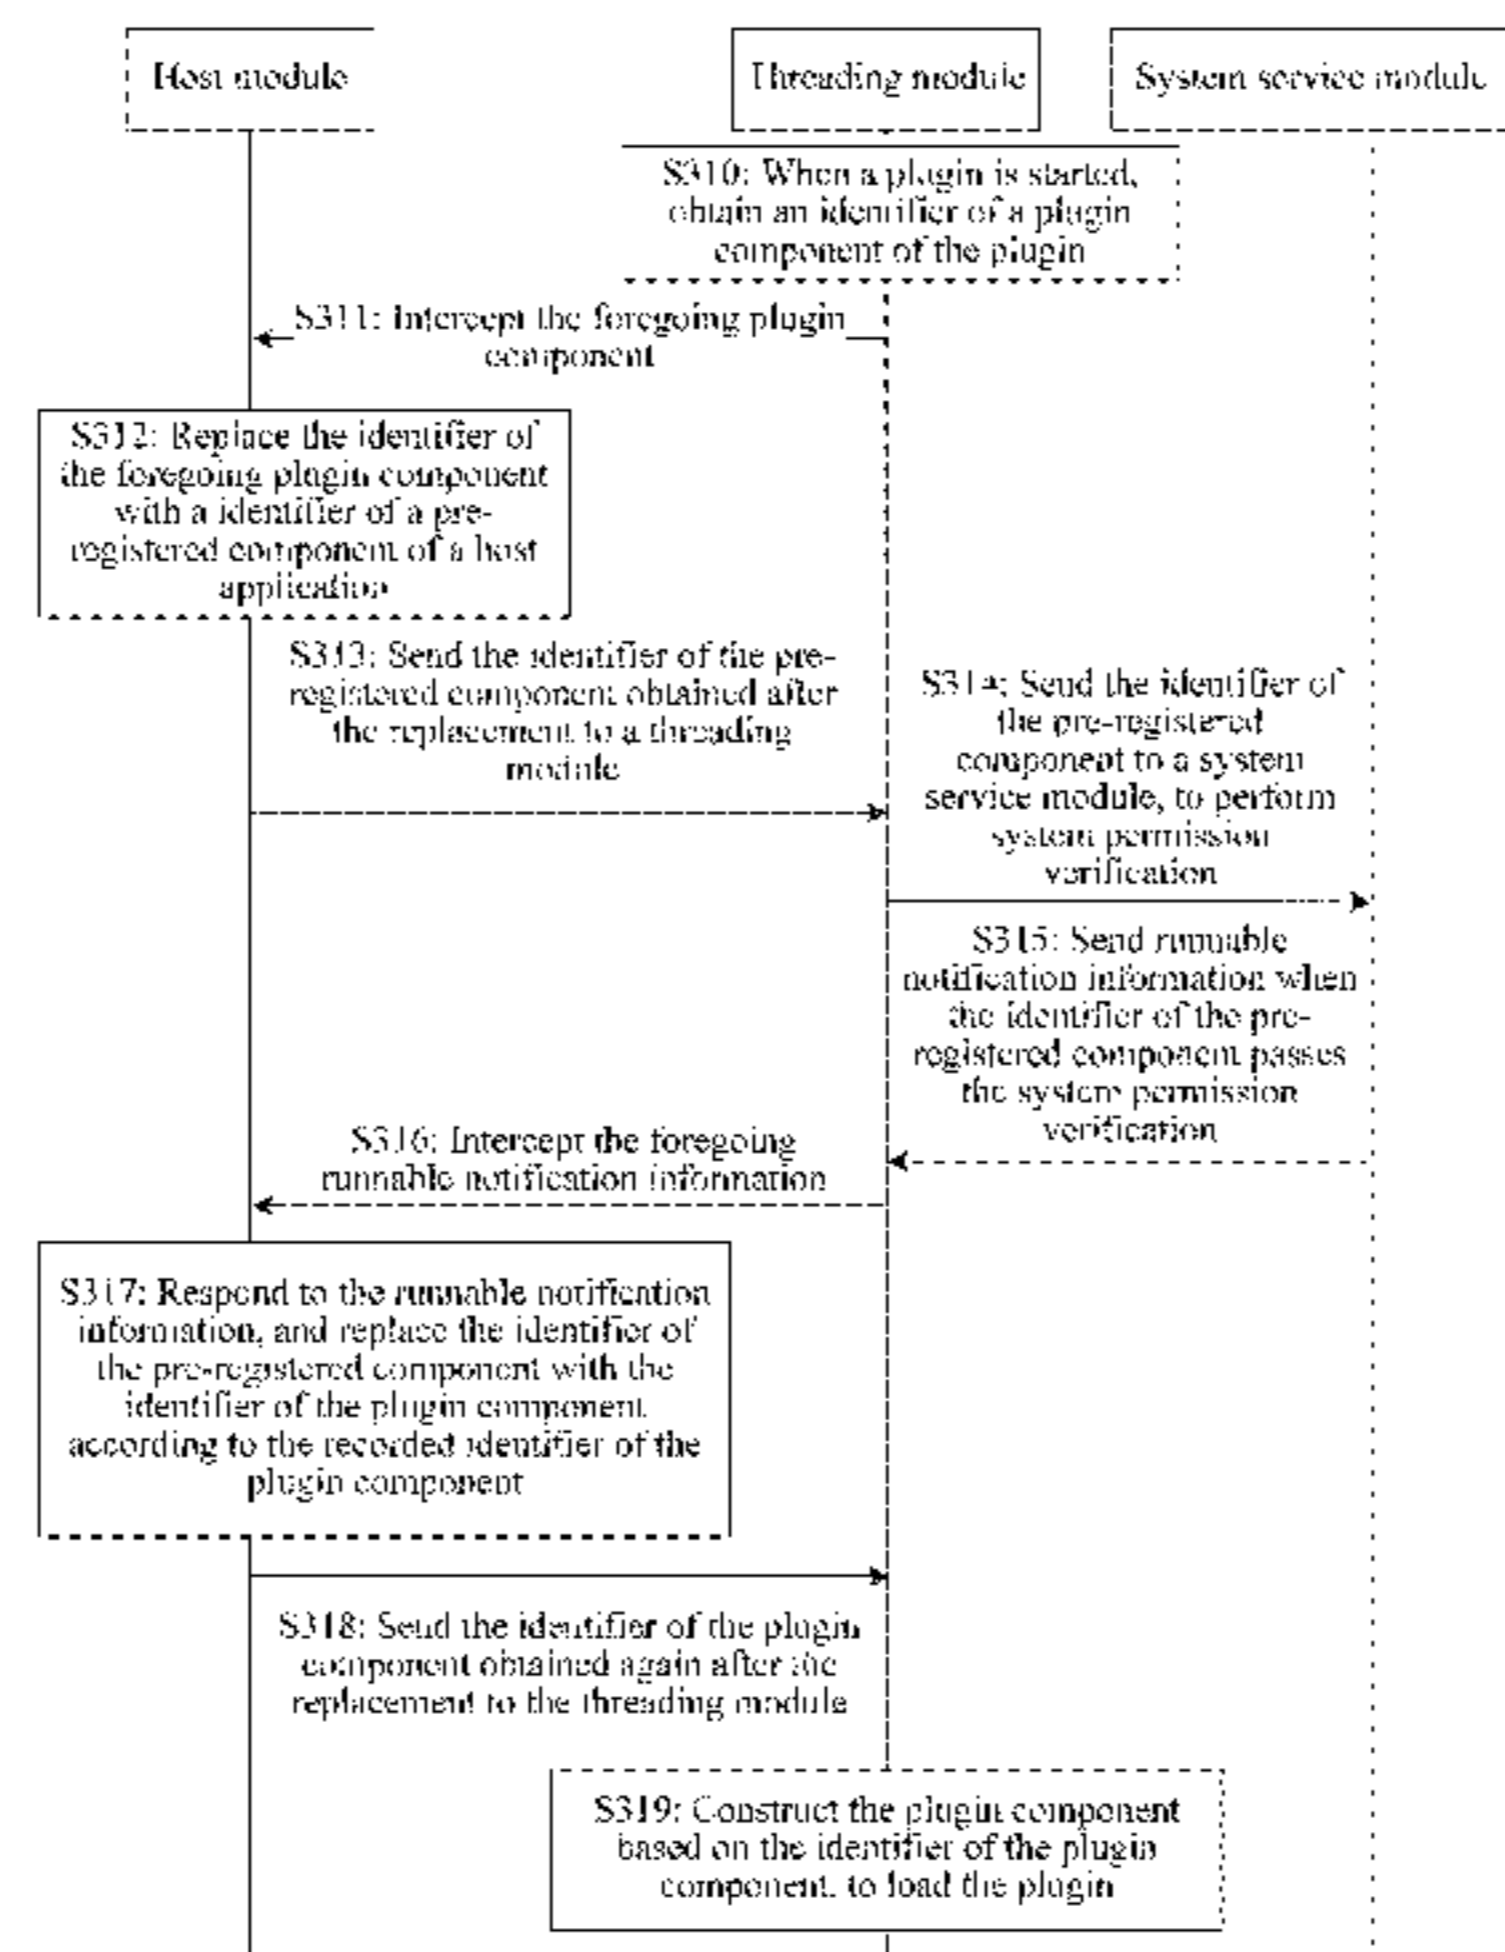 Host module
Threading module
System service module
S310: When a plugin is started,
obtain an identifier of a plugin
component of the plugin
S311: Intercept the foregoing plugin
component
S312: Replace the identifier of
the foregoing plugin component
with a identifier of a pre-
registered component of a host
application
S313: Send the identifier of the pre-
registered component obtained after
the replacement to a threading
module
S314: Send the identifier of
the pre-registered
component to a system
service module, to perform
system permission
verification
S315: Send runnable
notification information when
the identifier of the pre-
registered component passes
the system permission
verification
S316: Intercept the foregoing
runnable notification information
S317: Respond to the runnable notification
information, and replace the identifier of
the pre-registered component with the
identifier of the plugin component
according to the recorded identifier of the
plugin component
S318: Send the identifier of the plugin
component obtained again after the
replacement to the threading module
S319: Construct the plugin component
based on the identifier of the plugin
component, to load the plugin